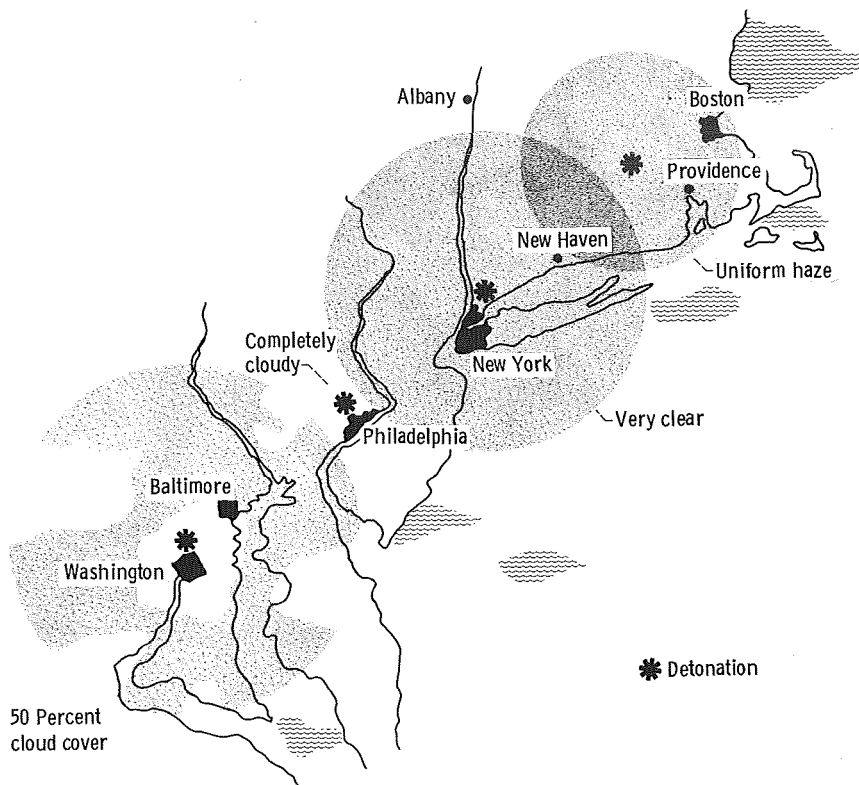 Albany
Boston
Providence
New Haven
Uniform haze
Completely
cloudy
New York
Very clear
Philadelphia
Baltimore
Washington
Detonation
50 Percent
cloud cover